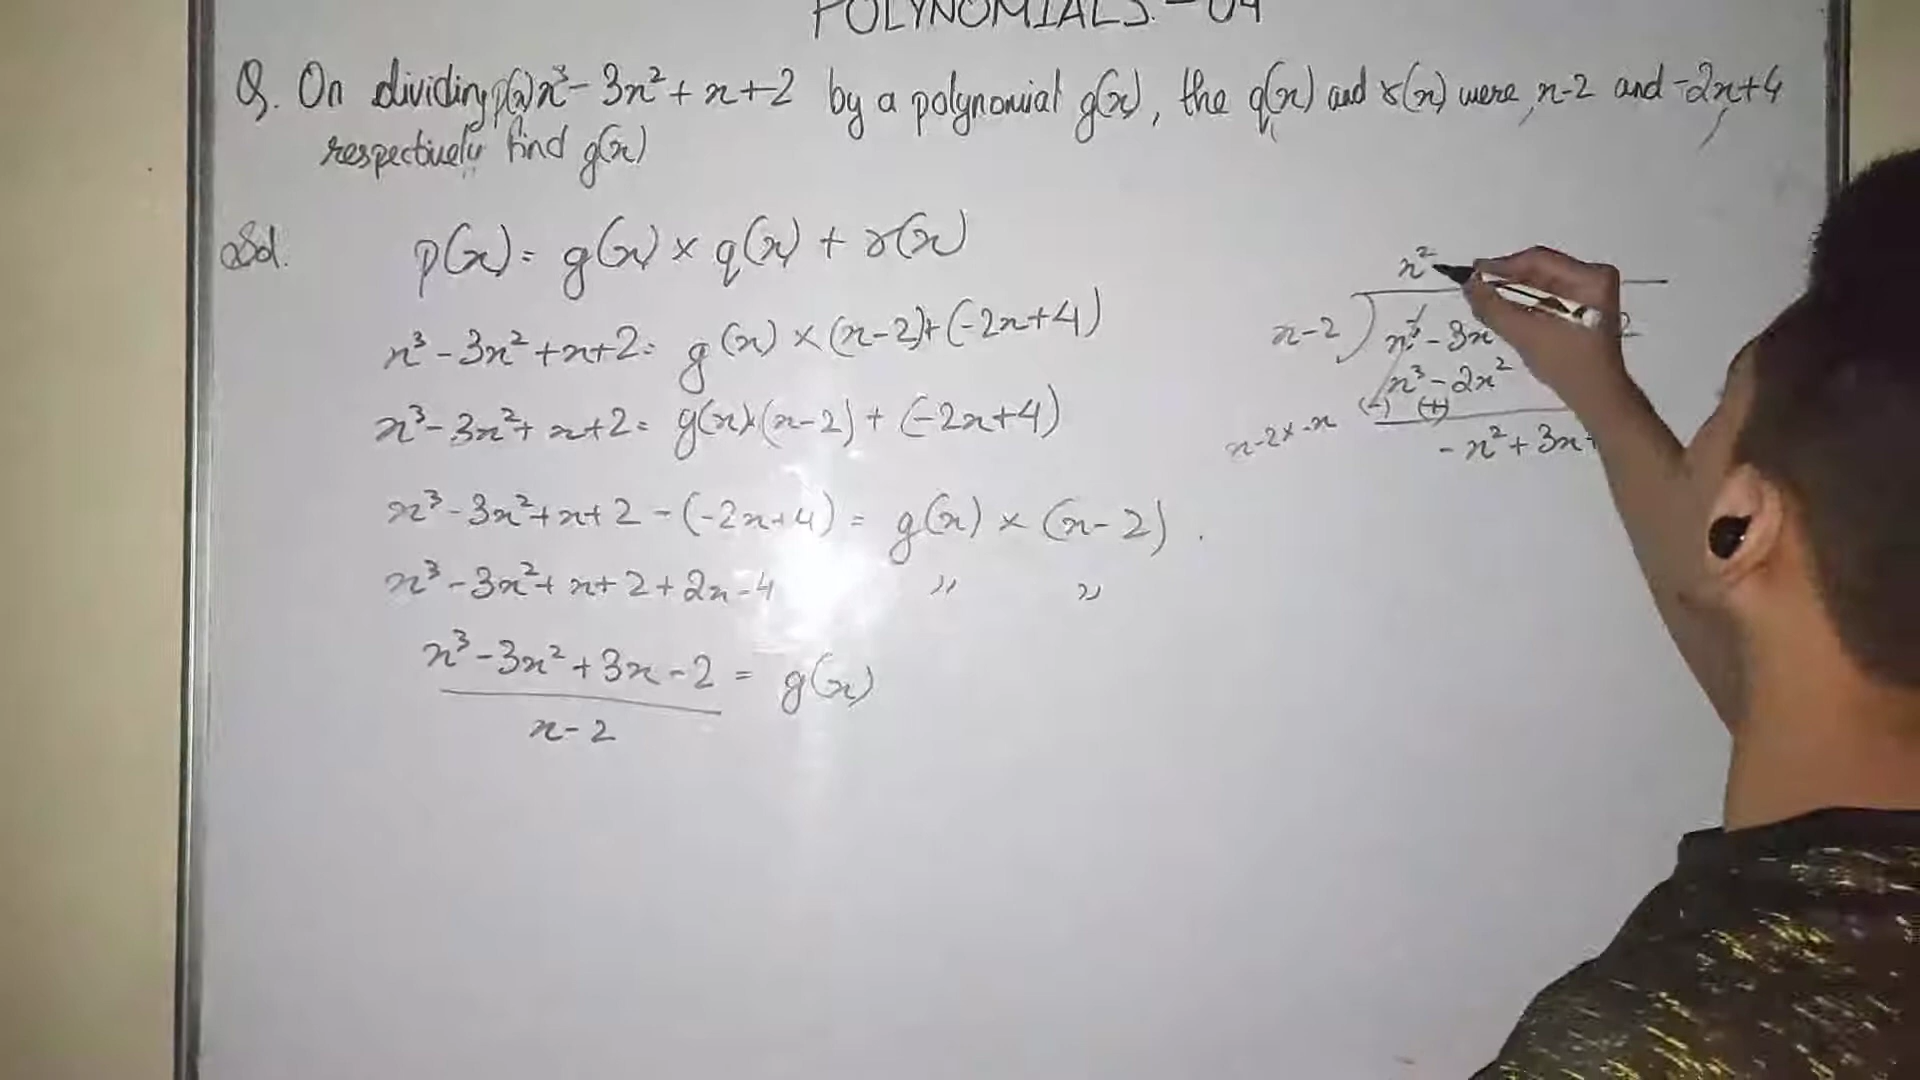 POLYNOMIALS - 04
Q. On dividing p(x) x³ - 3x² + x + 2 by a polynomial g(x), the q(x) and r(x) were, x-2 and -2x+4,
respectively find g(x)
Sol.
p(x) = g(x) × q(x) + r(x)
x³ - 3x² + x + 2 = g(x) × (x-2) + (-2x+4)
x³ - 3x² + x + 2 = g(x) × (x-2) + (-2x+4)
x³ - 3x² + x + 2 - (-2x+4) = g(x) × (x-2).
x³ - 3x² + x + 2 + 2x - 4 " "
x³ - 3x² + 3x - 2 = g(x)
x - 2
x²
x-2 x³ - 3x 2
x³ - 2x²
(-) (+)
x-2 × -x
-x² + 3x